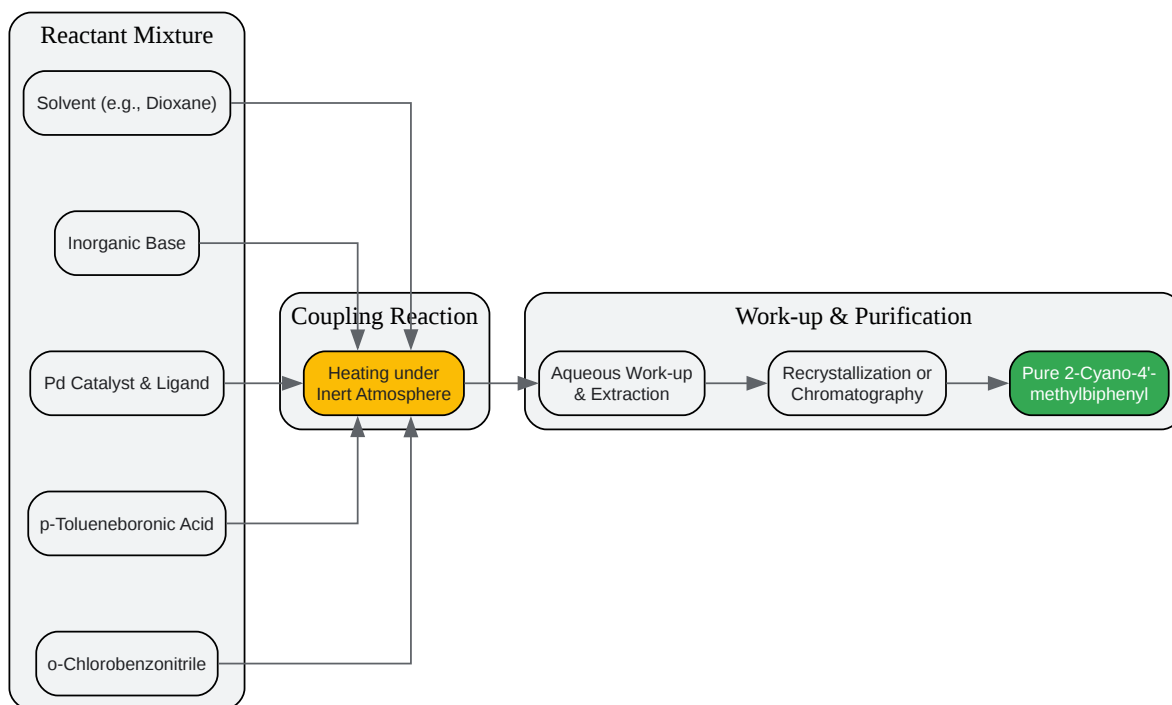 Reactant Mixture
Solvent (e.g., Dioxane)
Inorganic Base
Pd Catalyst & Ligand
p-Tolueneboronic Acid
o-Chlorobenzonitrile
Coupling Reaction
Heating under
Inert Atmosphere
Work-up & Purification
Aqueous Work-up
& Extraction
Recrystallization or
Chromatography
Pure 2-Cyano-4'-
methylbiphenyl